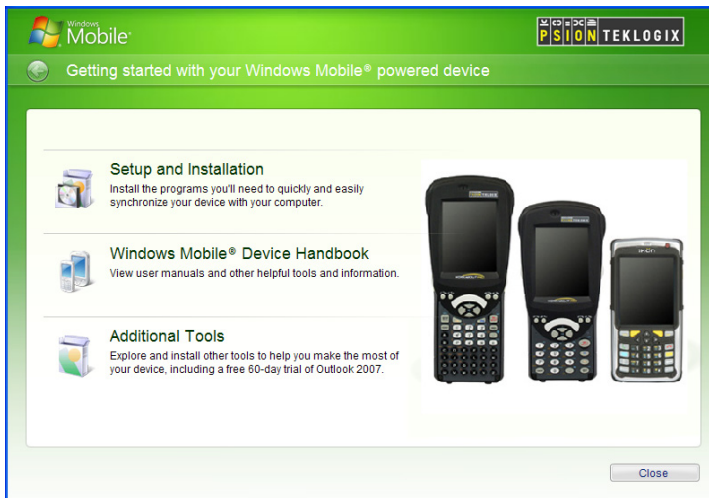 Windows
Mobile®
PSION TEKLOGIX
Getting started with your Windows Mobile® powered device
Setup and Installation
Install the programs you'll need to quickly and easily
synchronize your device with your computer.
Windows Mobile® Device Handbook
View user manuals and other helpful tools and information.
Additional Tools
Explore and install other tools to help you make the most of
your device, including a free 60-day trial of Outlook 2007.
Close